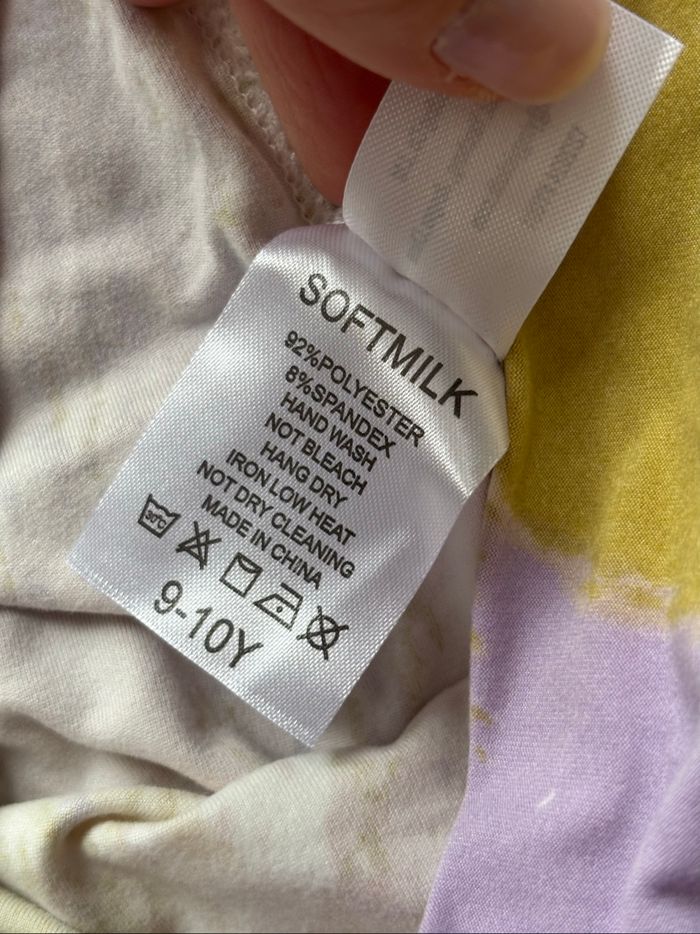 SOFTMILK
92%POLYESTER
8%SPANDEX
HAND WASH
NOT BLEACH
HANG DRY
IRON LOW HEAT
NOT DRY CLEANING
MADE IN CHINA
30°C
9-10Y